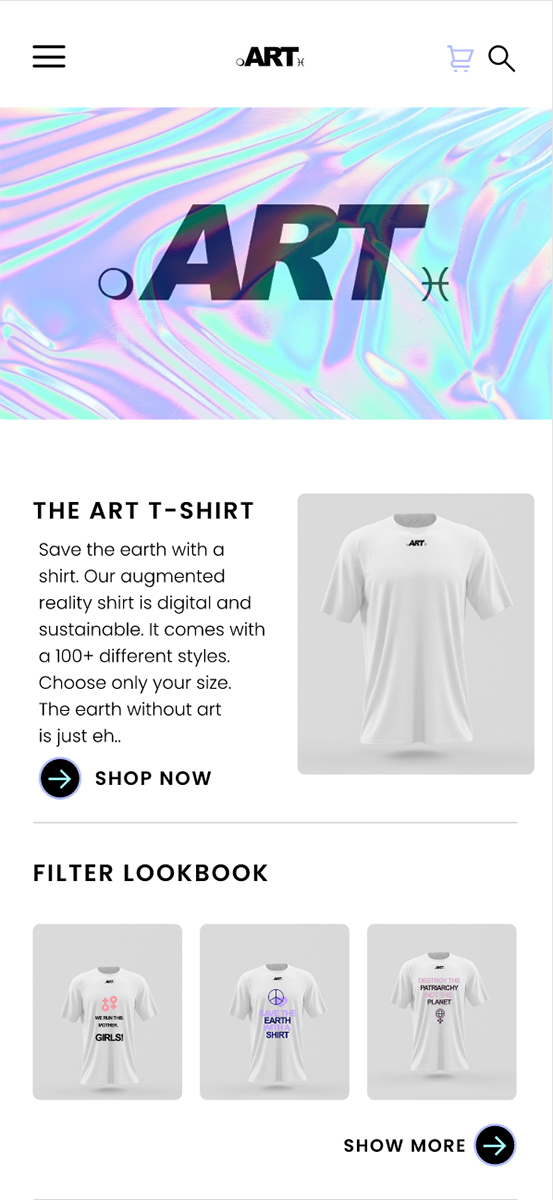 ART
ART
THE ART T-SHIRT
Save the earth with a
shirt. Our augmented
reality shirt is digital and
sustainable. It comes with
a 100+ different styles.
Choose only your size.
The earth without art
is just eh..
SHOP NOW
ART
FILTER LOOKBOOK
ART
WE RUN THIS
MOTHER..
GIRLS!
ART
SAVE THE
EARTH
WITH A
SHIRT
ART
DESTROY THE
PATRIARCHY
NOT THE
PLANET
SHOW MORE